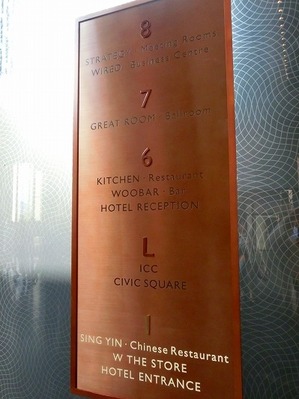 8
STRATEGY · Meeting Rooms
WIRED · Business Centre
7
GREAT ROOM · Ballroom
6
KITCHEN · Restaurant
WOOBAR · Bar
HOTEL RECEPTION
L
ICC
CIVIC SQUARE
1
SING YIN · Chinese Restaurant
W THE STORE
HOTEL ENTRANCE